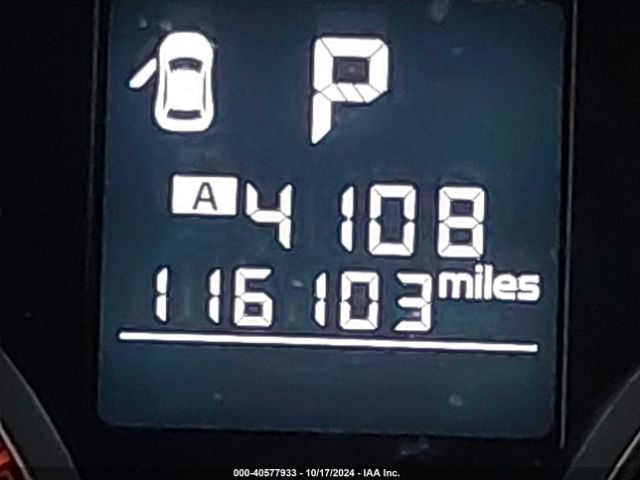 P
A 4108
116103 miles
000-40577933 - 10/17/2024 - IAA Inc.